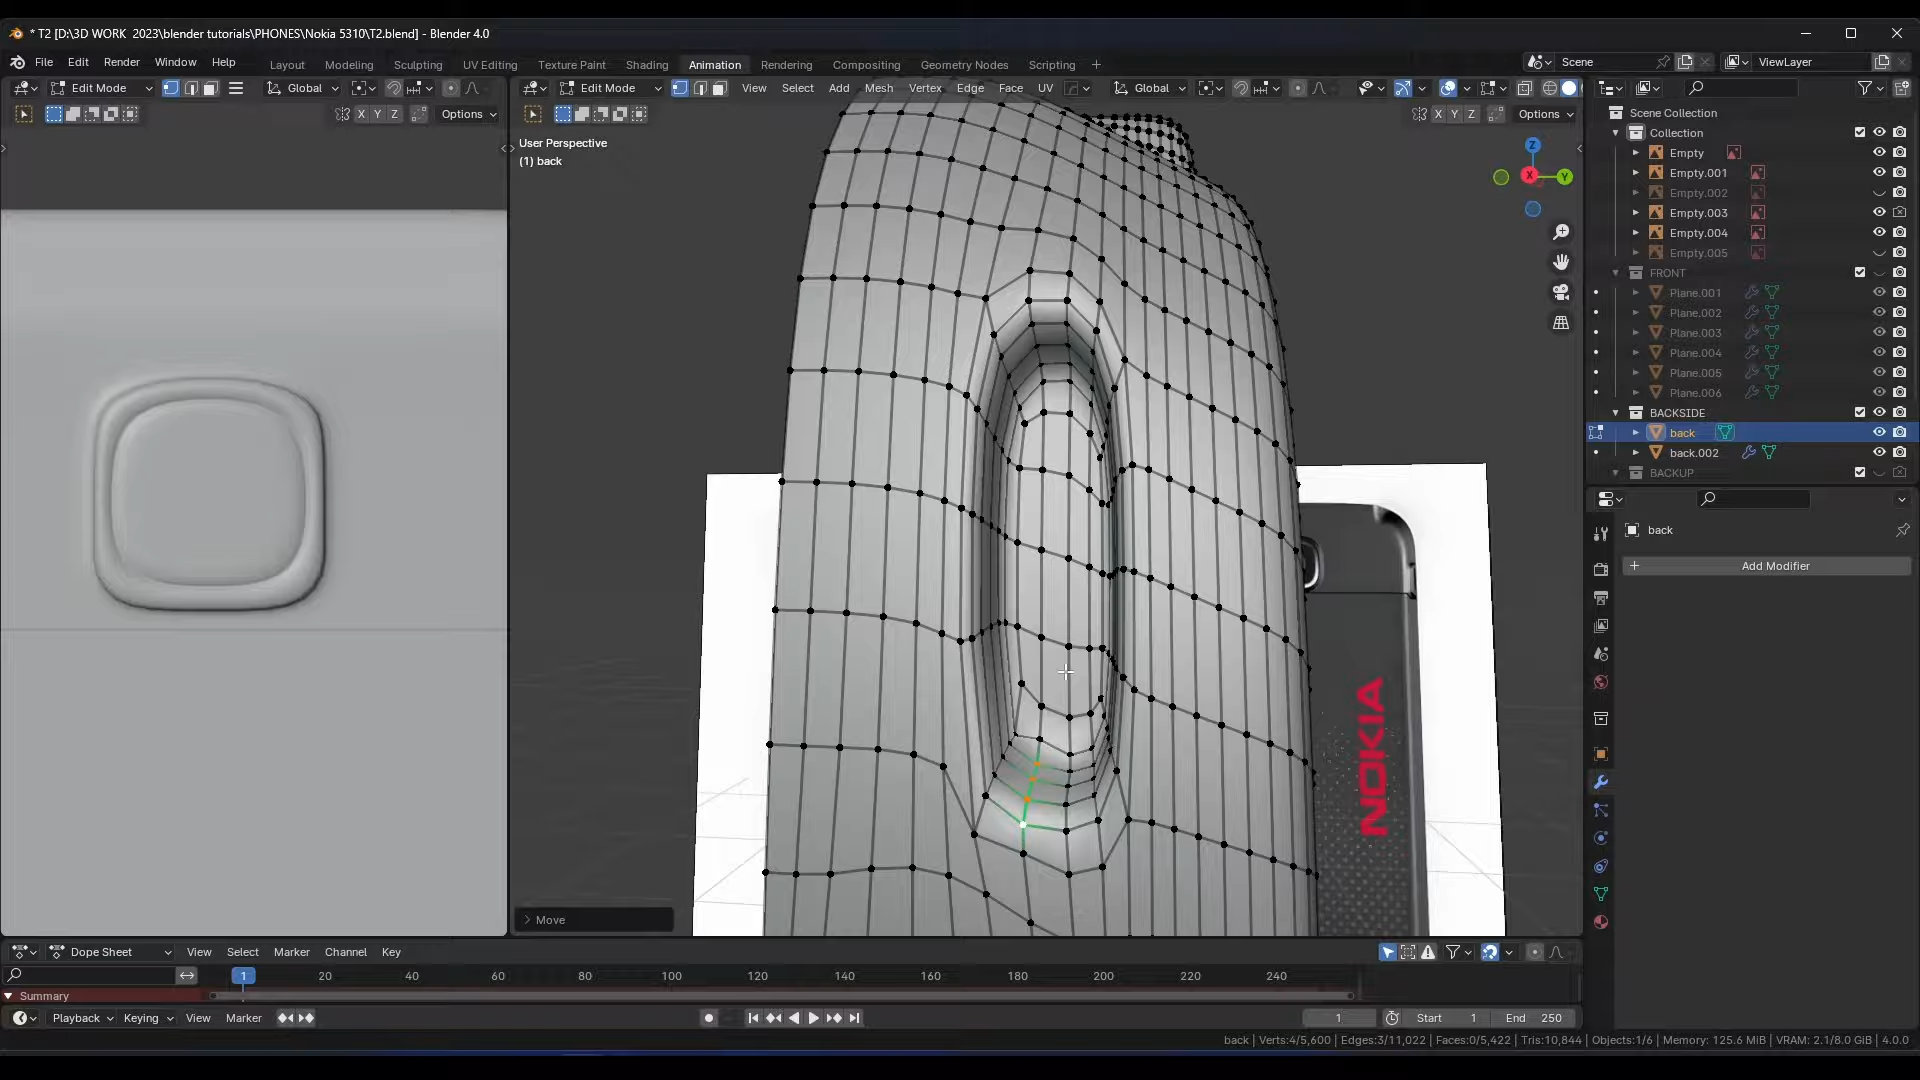 * T2 [D:\3D WORK  2023\blender tutorials\PHONES\Nokia 5310\T2.blend] - Blender 4.0
File Edit Render Window Help Layout Modeling Sculpting UV Editing Texture Paint Shading Animation Rendering Compositing Geometry Nodes Scripting + Scene ViewLayer
Edit Mode Global
Edit Mode View Select Add Mesh Vertex Edge Face UV Global
X Y Z Options
X Y Z Options
User Perspective
(1) back
Z
X
Y
NOKIA
Move
Scene Collection
Collection
Empty
Empty.001
Empty.002
Empty.003
Empty.004
Empty.005
FRONT
Plane.001
Plane.002
Plane.003
Plane.004
Plane.005
Plane.006
BACKSIDE
back
back.002
BACKUP
back
Add Modifier
Dope Sheet View Select Marker Channel Key
1 20 40 60 80 100 120 140 160 180 200 220 240
Summary
Playback Keying View Marker 1 Start 1 End 250
back | Verts:4/5,600 | Edges:3/11,022 | Faces:0/5,422 | Tris:10,844 | Objects:1/6 | Memory: 125.6 MiB | VRAM: 2.1/8.0 GiB | 4.0.0